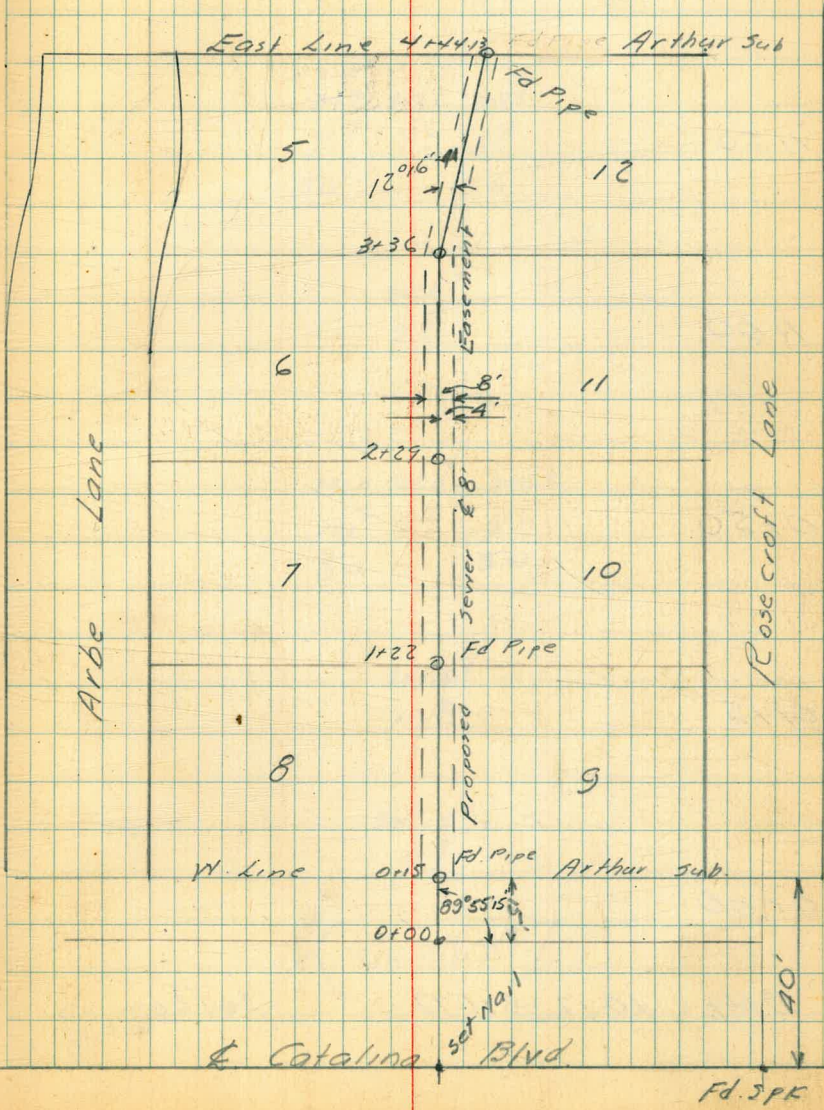 East Line 4+44.13 Fd Pipe Arthur Sub
Fd. Pipe
5
12°16'
12
3+36
Easement
6
8'
11
4'
2+29
Arbe Lane
Rosecroft Lane
7
Proposed Sewer & 8'
10
1+22 Fd Pipe
8
9
W. Line 0+15 Fd. Pipe Arthur Sub.
89°55'15"
0+00
40'
Set Nail
℄ Catalina Blvd.
Fd. Spk